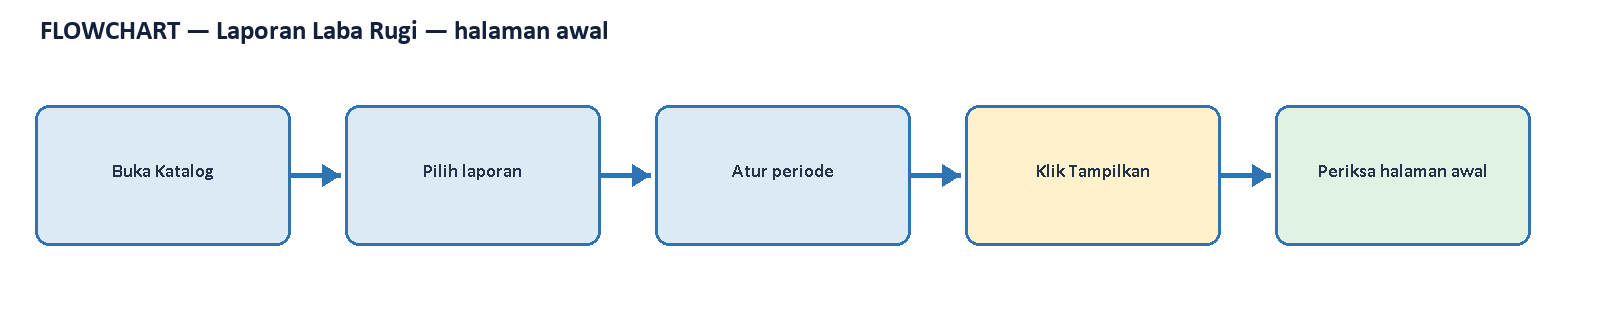 FLOWCHART — Laporan Laba Rugi — halaman awal
Buka Katalog
Pilih laporan
Atur periode
Klik Tampilkan
Periksa halaman awal